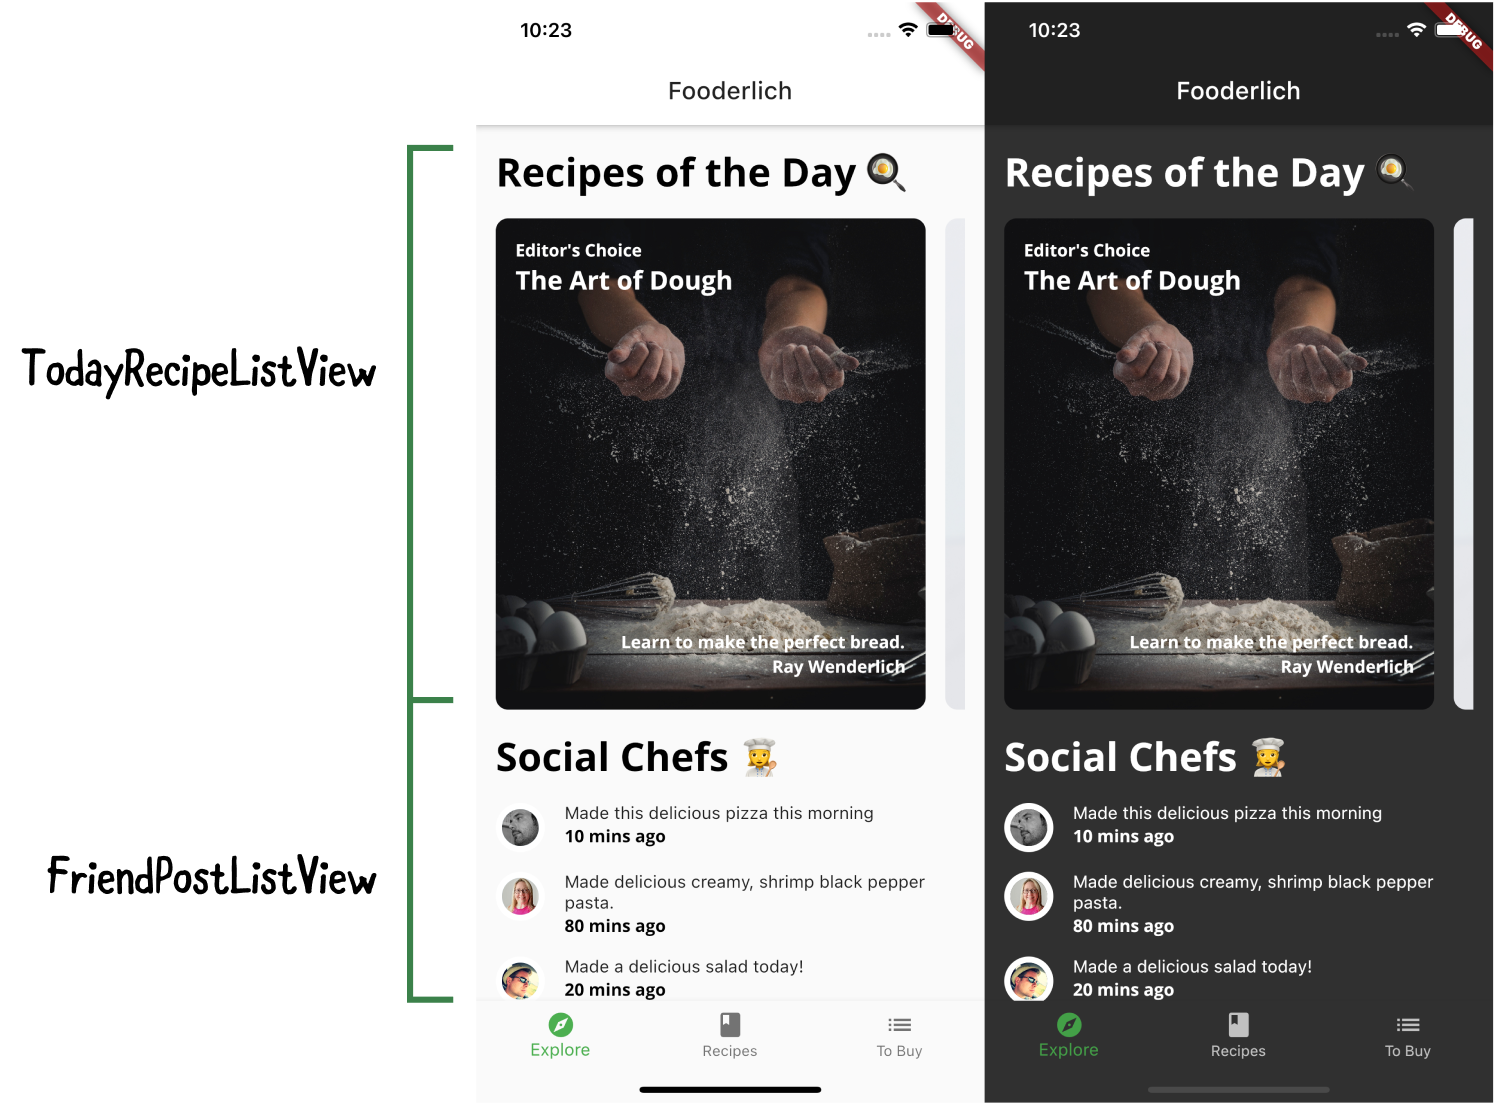 TodayRecipeListView
FriendPostListView
10:23
DEBUG
Fooderlich
Recipes of the Day
Editor's Choice
The Art of Dough
Learn to make the perfect bread.
Ray Wenderlich
Social Chefs
Made this delicious pizza this morning
10 mins ago
Made delicious creamy, shrimp black pepper
pasta.
80 mins ago
Made a delicious salad today!
20 mins ago
Explore
Recipes
To Buy
10:23
DEBUG
Fooderlich
Recipes of the Day
Editor's Choice
The Art of Dough
Learn to make the perfect bread.
Ray Wenderlich
Social Chefs
Made this delicious pizza this morning
10 mins ago
Made delicious creamy, shrimp black pepper
pasta.
80 mins ago
Made a delicious salad today!
20 mins ago
Explore
Recipes
To Buy